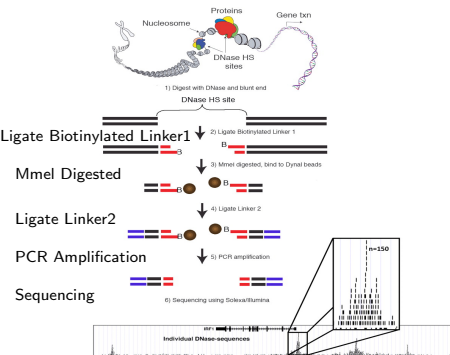 Proteins
Nucleosome
Gene txn
DNase HS
sites
1) Digest with DNase and blunt end
DNase HS site
Ligate Biotinylated Linker1
2) Ligate Biotinylated Linker 1
B
B
MmeI Digested
3) MmeI digested, bind to Dynal beads
B
B
Ligate Linker2
4) Ligate Linker 2
B
B
PCR Amplification
5) PCR amplification
n=150
Sequencing
6) Sequencing using Solexa/Illumina
IRF1
Individual DNase-sequences